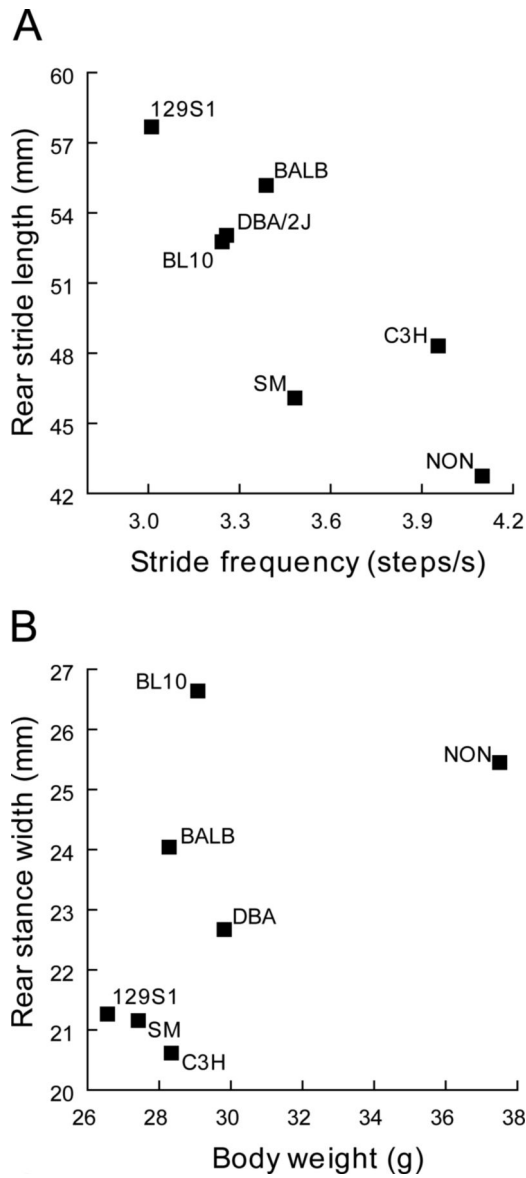 A
60
57
54
51
48
45
42
Rear stride length (mm)
129S1
BALB
DBA/2J
BL10
C3H
SM
NON
3.0 3.3 3.6 3.9 4.2
Stride frequency (steps/s)
B
27
26
25
24
23
22
21
20
Rear stance width (mm)
BL10
NON
BALB
DBA
129S1
SM
C3H
26 28 30 32 34 36 38
Body weight (g)